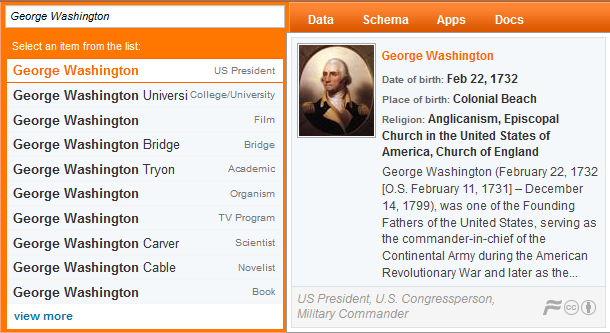 George Washington
Select an item from the list:
George Washington US President
George Washington Universi College/University
George Washington Film
George Washington Bridge Bridge
George Washington Tryon Academic
George Washington Organism
George Washington TV Program
George Washington Carver Scientist
George Washington Cable Novelist
George Washington Book
view more
Data Schema Apps Docs
George Washington
Date of birth: Feb 22, 1732
Place of birth: Colonial Beach
Religion: Anglicanism, Episcopal
Church in the United States of
America, Church of England
George Washington (February 22, 1732
[O.S. February 11, 1731] – December
14, 1799), was one of the Founding
Fathers of the United States, serving as
the commander-in-chief of the
Continental Army during the American
Revolutionary War and later as the...
US President, U.S. Congressperson,
Military Commander
cc